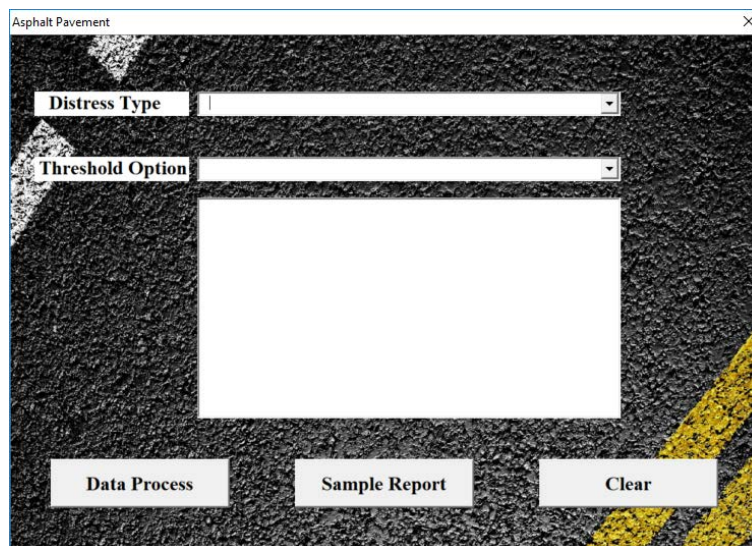 Asphalt Pavement
Distress Type
Threshold Option
Data Process
Sample Report
Clear